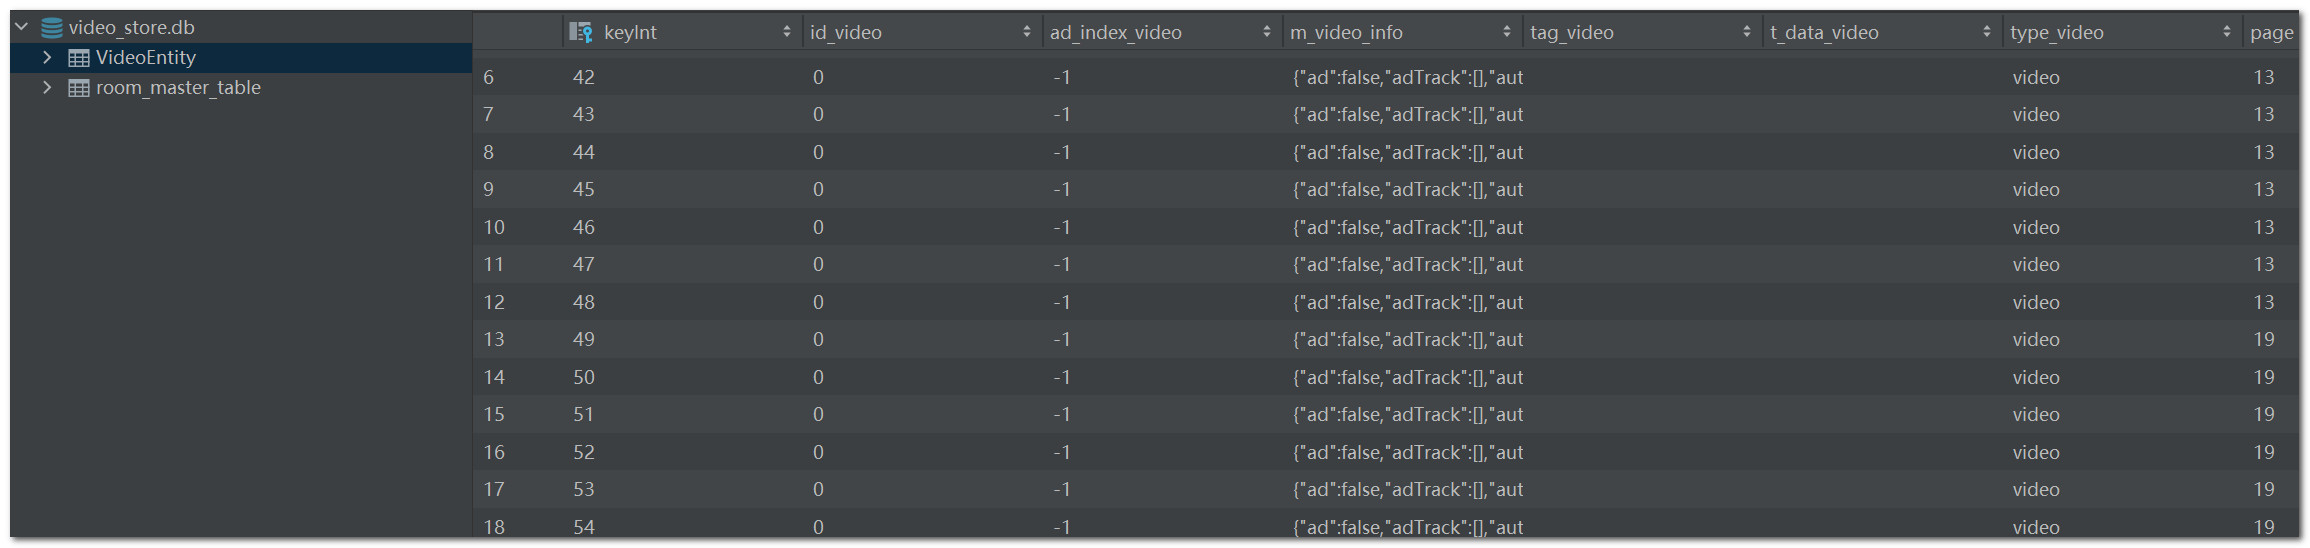 video_store.db
VideoEntity
room_master_table
keyInt id_video ad_index_video m_video_info tag_video t_data_video type_video page
6 42 0 -1 {"ad":false,"adTrack":[],"aut video 13
7 43 0 -1 {"ad":false,"adTrack":[],"aut video 13
8 44 0 -1 {"ad":false,"adTrack":[],"aut video 13
9 45 0 -1 {"ad":false,"adTrack":[],"aut video 13
10 46 0 -1 {"ad":false,"adTrack":[],"aut video 13
11 47 0 -1 {"ad":false,"adTrack":[],"aut video 13
12 48 0 -1 {"ad":false,"adTrack":[],"aut video 13
13 49 0 -1 {"ad":false,"adTrack":[],"aut video 19
14 50 0 -1 {"ad":false,"adTrack":[],"aut video 19
15 51 0 -1 {"ad":false,"adTrack":[],"aut video 19
16 52 0 -1 {"ad":false,"adTrack":[],"aut video 19
17 53 0 -1 {"ad":false,"adTrack":[],"aut video 19
18 54 0 -1 {"ad":false,"adTrack":[],"aut video 19